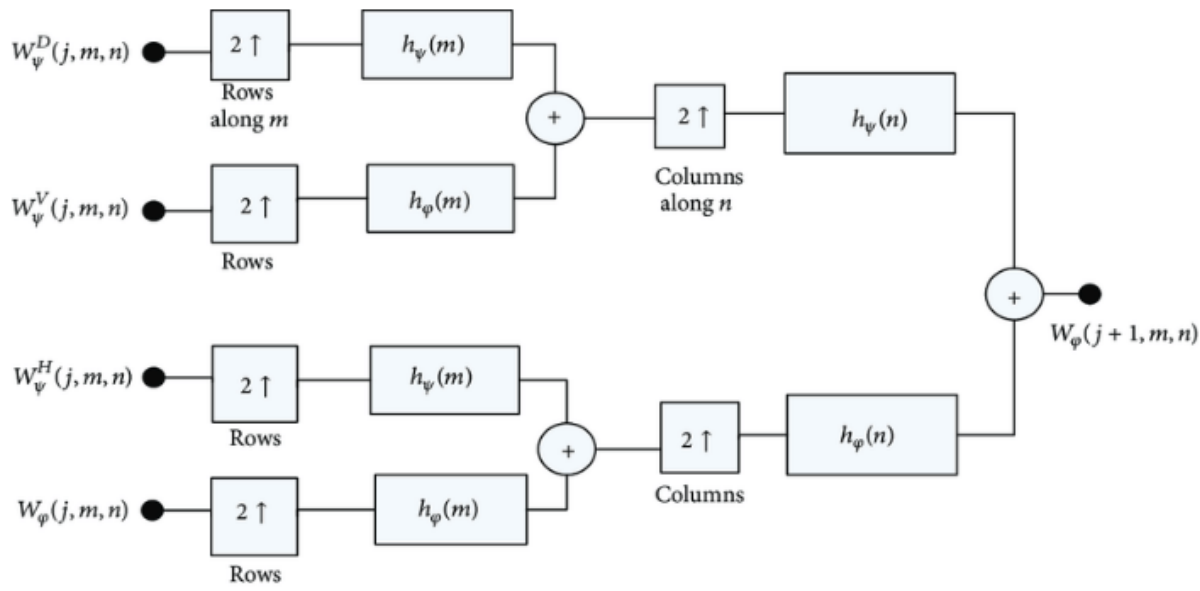 W_ψ^D(j, m, n)
2 ↑
h_ψ(m)
Rows
along m
+
2 ↑
h_ψ(n)
Columns
along n
W_ψ^V(j, m, n)
2 ↑
h_φ(m)
Rows
+
W_φ(j + 1, m, n)
W_ψ^H(j, m, n)
2 ↑
h_ψ(m)
Rows
+
2 ↑
h_φ(n)
Columns
W_φ(j, m, n)
2 ↑
h_φ(m)
Rows